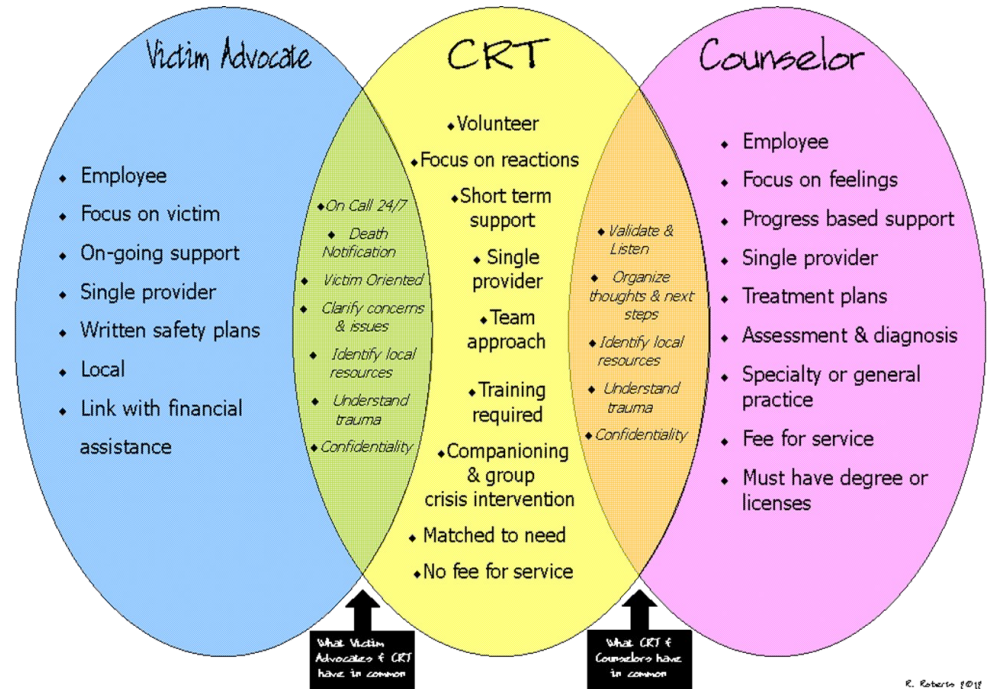 Victim Advocate
Employee
Focus on victim
On-going support
Single provider
Written safety plans
Local
Link with financial
assistance
On Call 24/7
Death
Notification
Victim Oriented
Clarify concerns
& issues
Identify local
resources
Understand
trauma
Confidentiality
CRT
Volunteer
Focus on reactions
Short term
support
Single
provider
Team
approach
Training
required
Companioning
& group
crisis intervention
Matched to need
No fee for service
Validate &
Listen
Organize
thoughts & next
steps
Identify local
resources
Understand
trauma
Confidentiality
Counselor
Employee
Focus on feelings
Progress based support
Single provider
Treatment plans
Assessment & diagnosis
Specialty or general
practice
Fee for service
Must have degree or
licenses
What Victim
Advocates & CRT
have in common
What CRT &
Counselors have
in common
R. Roberts